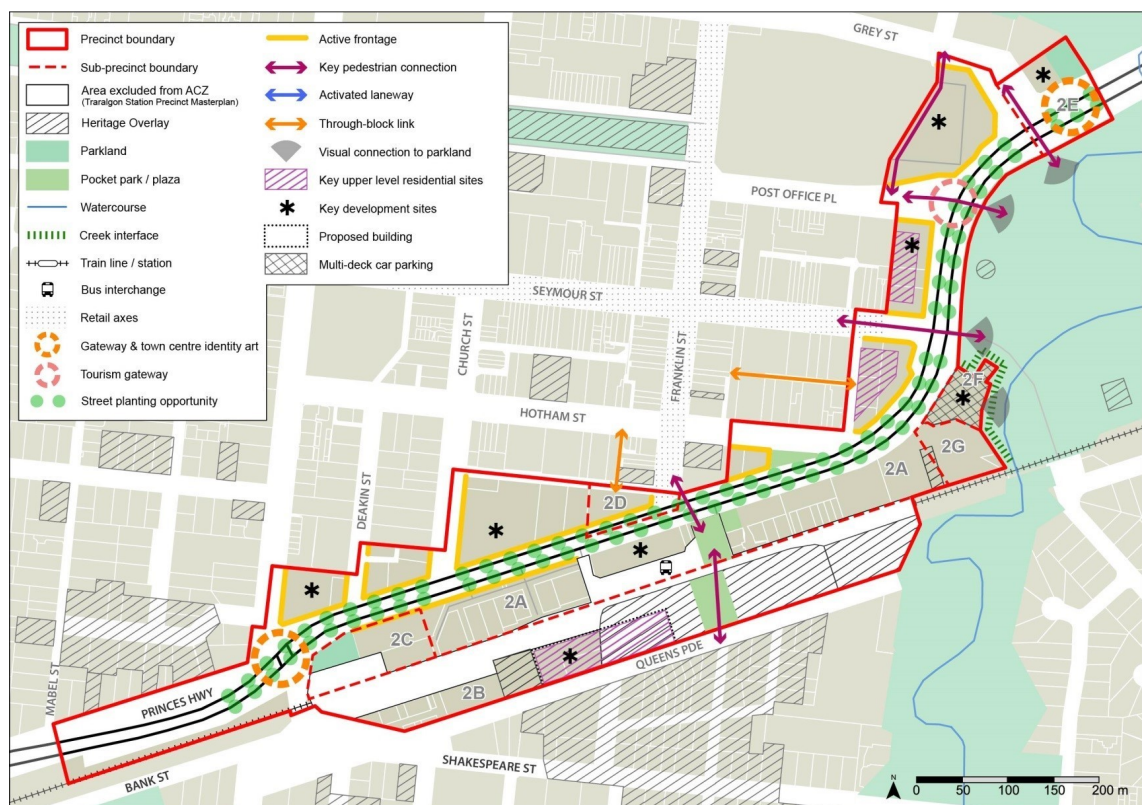 Precinct boundary
Sub-precinct boundary
Area excluded from ACZ
(Traralgon Station Precinct Masterplan)
Heritage Overlay
Parkland
Pocket park / plaza
Watercourse
Creek interface
Train line / station
Bus interchange
Retail axes
Gateway & town centre identity art
Tourism gateway
Street planting opportunity
Active frontage
Key pedestrian connection
Activated laneway
Through-block link
Visual connection to parkland
Key upper level residential sites
Key development sites
Proposed building
Multi-deck car parking
GREY ST
2E
POST OFFICE PL
SEYMOUR ST
CHURCH ST
FRANKLIN ST
HOTHAM ST
2F
DEAKIN ST
2G
2A
2D
2A
2C
2B
QUEENS PDE
MABEL ST
PRINCES HWY
BANK ST
SHAKESPEARE ST
N
0 50 100 150 200 m